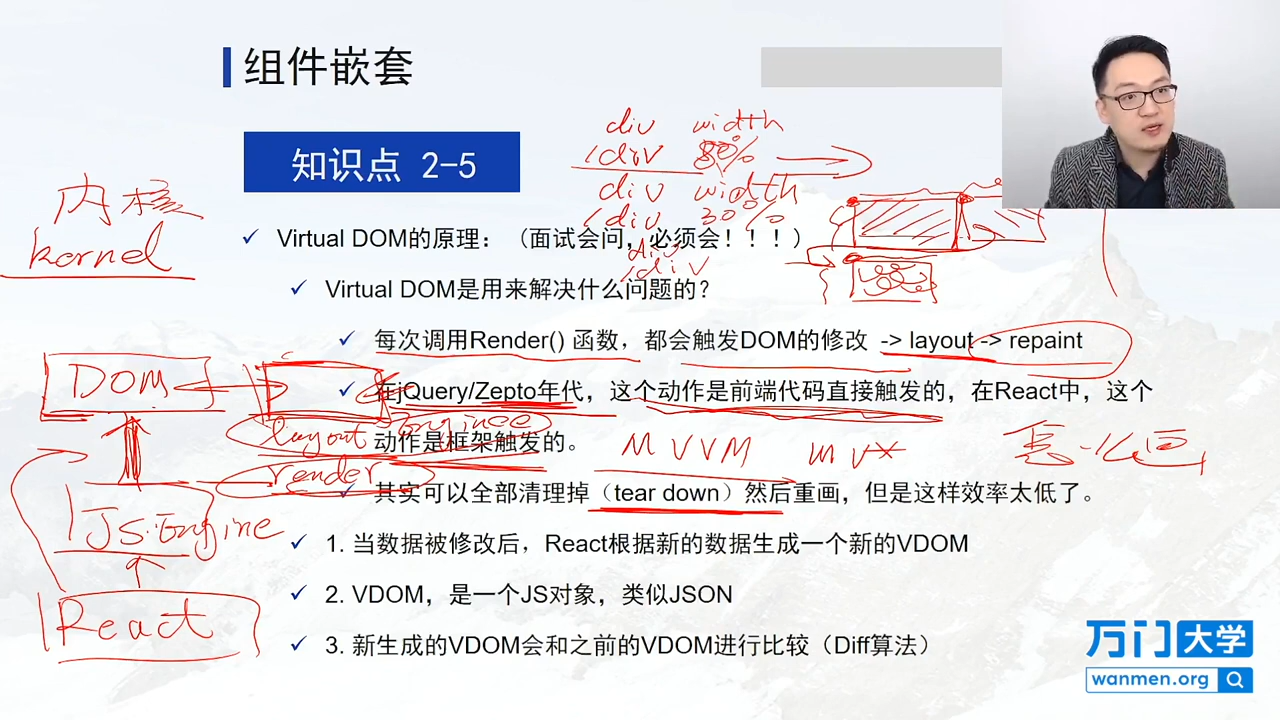 组件嵌套
知识点 2-5
div width
/div 80%
div width
/div 30%
div
/div
内核
kernel
Virtual DOM的原理：（面试会问，必须会！！！）
Virtual DOM是用来解决什么问题的?
每次调用Render() 函数，都会触发DOM的修改 -> layout -> repaint
DOM
在jQuery/Zepto年代，这个动作是前端代码直接触发的，在React中，这个
动作是框架触发的。
layout Enginee
MVVM MVX
render
其实可以全部清理掉（tear down）然后重画，但是这样效率太低了。
JS Engine
1. 当数据被修改后，React根据新的数据生成一个新的VDOM
2. VDOM，是一个JS对象，类似JSON
React
3. 新生成的VDOM会和之前的VDOM进行比较（Diff算法）
万门大学
wanmen.org